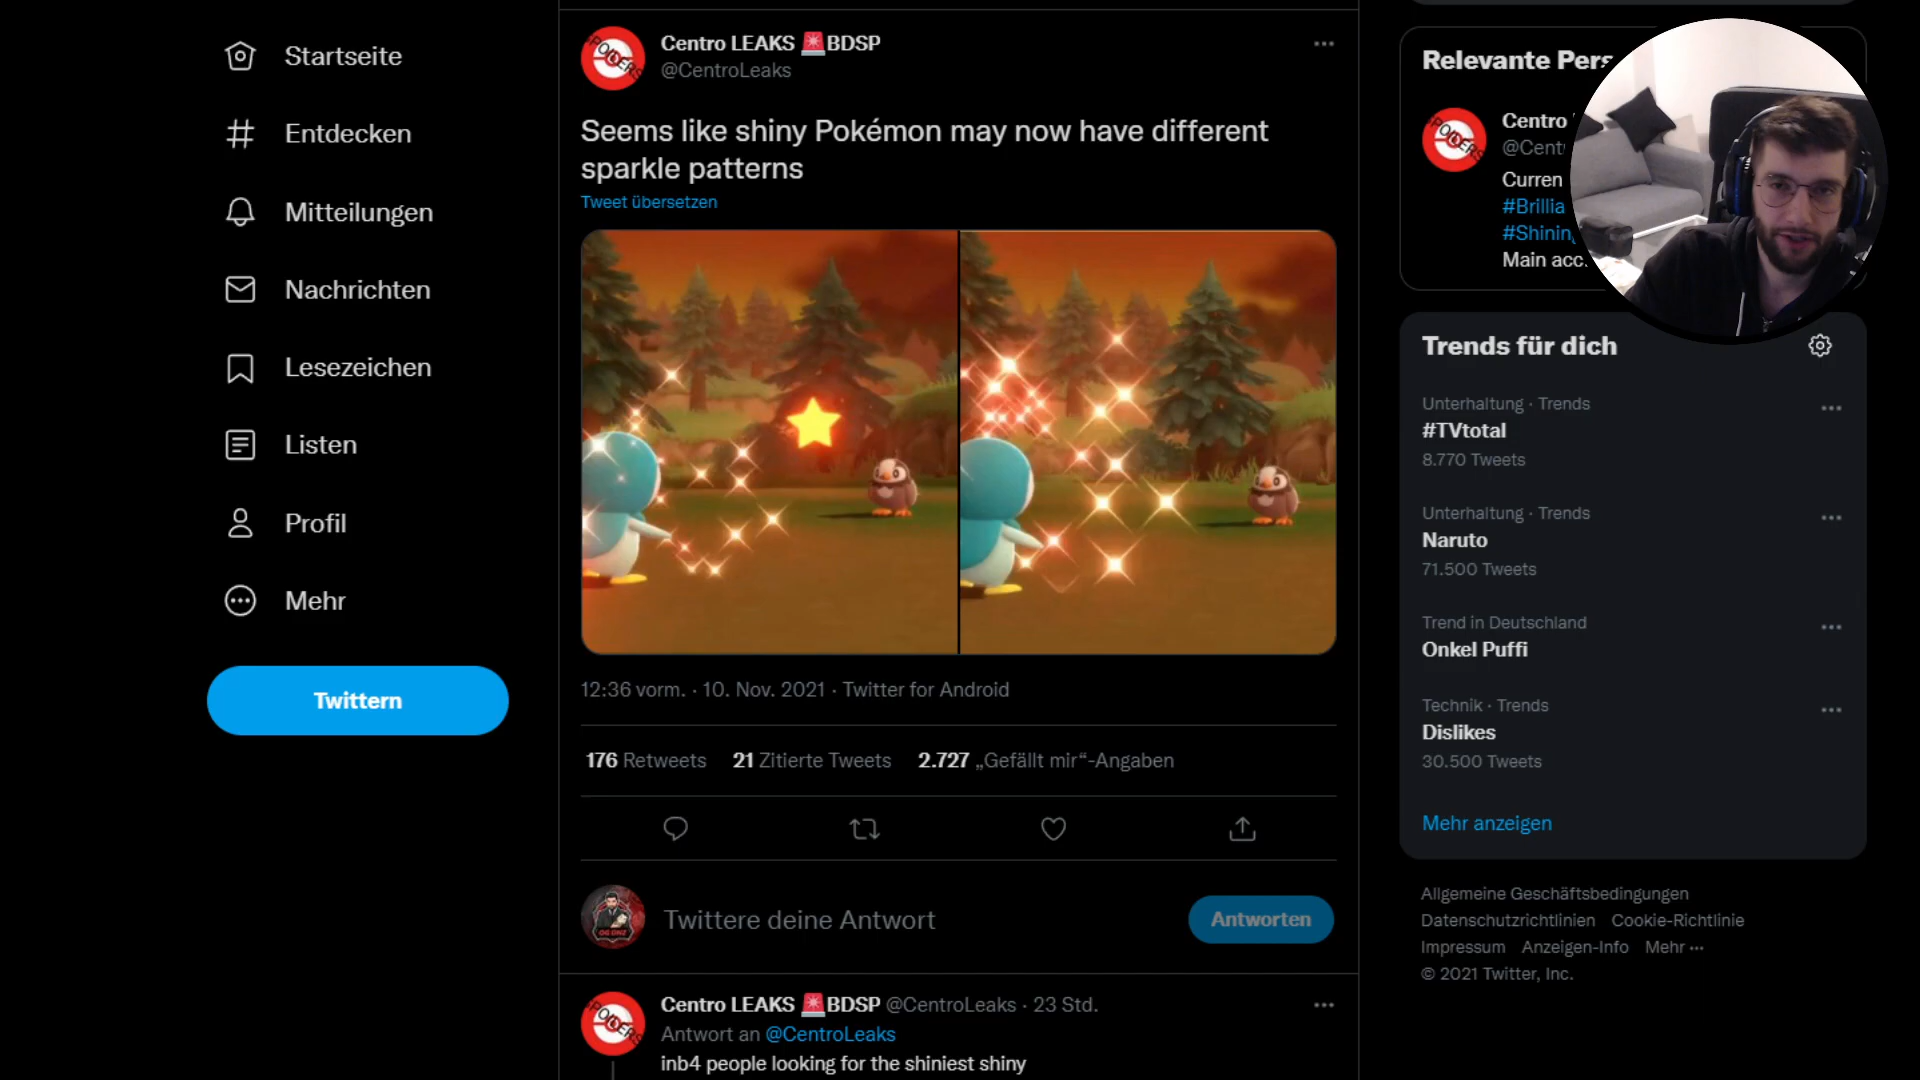 Startseite
Entdecken
Mitteilungen
Nachrichten
Lesezeichen
Listen
Profil
Mehr
Twittern
Centro LEAKS 🚨BDSP
@CentroLeaks
Seems like shiny Pokémon may now have different
sparkle patterns
Tweet übersetzen
12:36 vorm. · 10. Nov. 2021 · Twitter for Android
176 Retweets 21 Zitierte Tweets 2.727 „Gefällt mir“-Angaben
Twittere deine Antwort
Antworten
Centro LEAKS 🚨BDSP @CentroLeaks · 23 Std.
Antwort an @CentroLeaks
inb4 people looking for the shiniest shiny
Relevante Pers
Centro
@Cent
Curren
#Brillia
#Shining
Main acc.
Trends für dich
Unterhaltung · Trends
#TVtotal
8.770 Tweets
Unterhaltung · Trends
Naruto
71.500 Tweets
Trend in Deutschland
Onkel Puffi
Technik · Trends
Dislikes
30.500 Tweets
Mehr anzeigen
Allgemeine Geschäftsbedingungen
Datenschutzrichtlinien Cookie-Richtlinie
Impressum Anzeigen-Info Mehr ···
© 2021 Twitter, Inc.